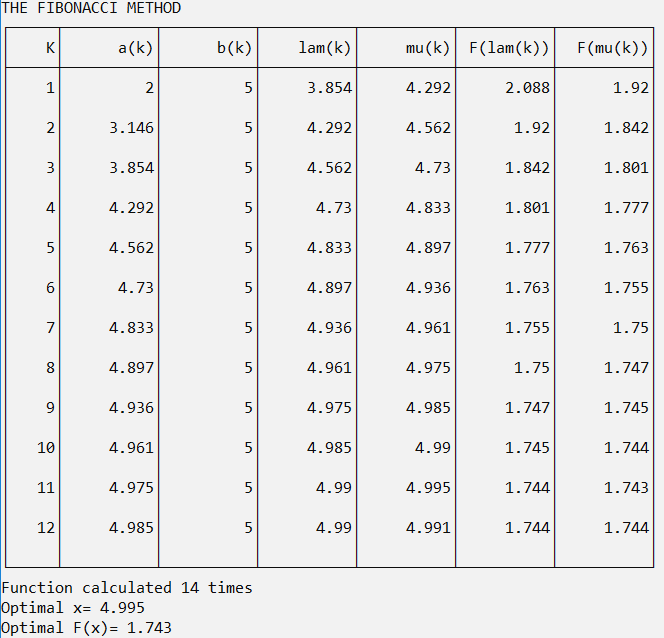 THE FIBONACCI METHOD
K a(k) b(k) lam(k) mu(k) F(lam(k)) F(mu(k))
1 2 5 3.854 4.292 2.088 1.92
2 3.146 5 4.292 4.562 1.92 1.842
3 3.854 5 4.562 4.73 1.842 1.801
4 4.292 5 4.73 4.833 1.801 1.777
5 4.562 5 4.833 4.897 1.777 1.763
6 4.73 5 4.897 4.936 1.763 1.755
7 4.833 5 4.936 4.961 1.755 1.75
8 4.897 5 4.961 4.975 1.75 1.747
9 4.936 5 4.975 4.985 1.747 1.745
10 4.961 5 4.985 4.99 1.745 1.744
11 4.975 5 4.99 4.995 1.744 1.743
12 4.985 5 4.99 4.991 1.744 1.744
Function calculated 14 times
Optimal x= 4.995
Optimal F(x)= 1.743